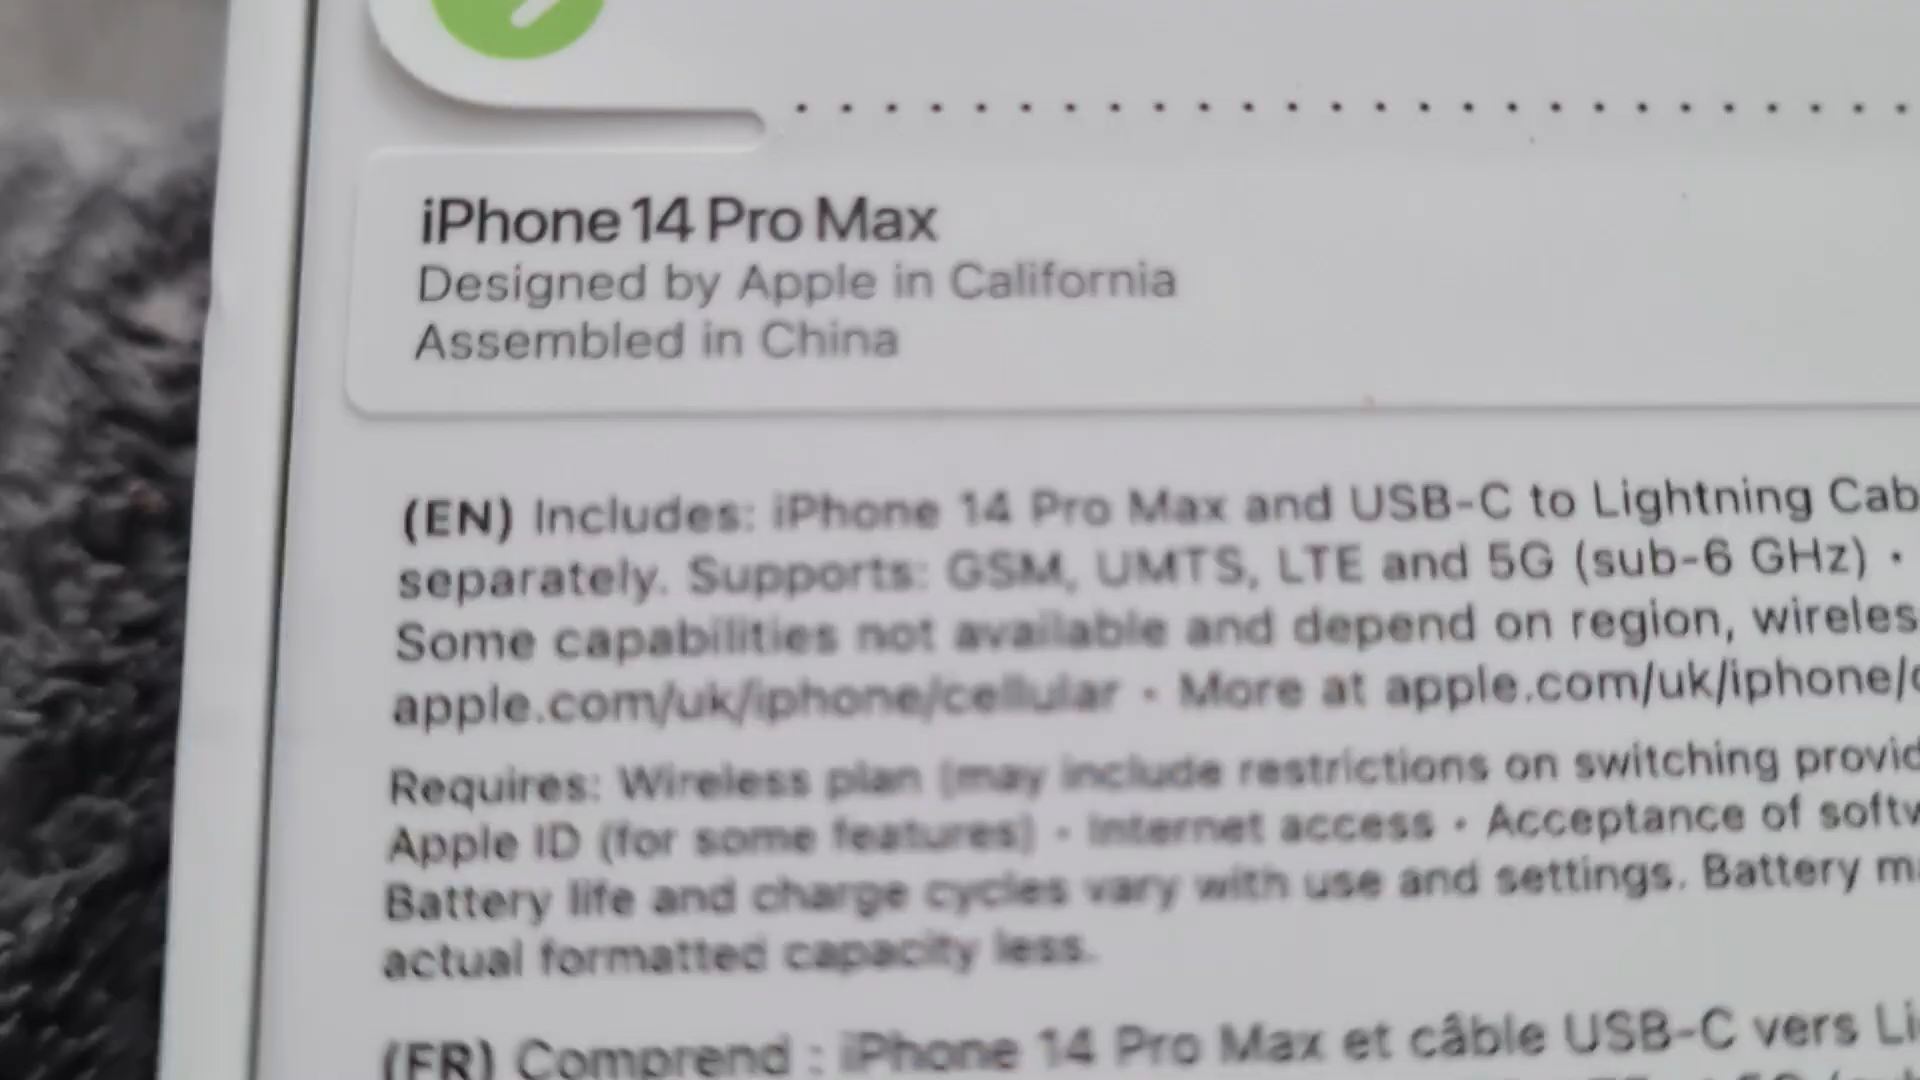 iPhone 14 Pro Max
Designed by Apple in California
Assembled in China
(EN) Includes: iPhone 14 Pro Max and USB-C to Lightning Cab
separately. Supports: GSM, UMTS, LTE and 5G (sub-6 GHz) •
Some capabilities not available and depend on region, wireles
apple.com/uk/iphone/cellular • More at apple.com/uk/iphone/c
Requires: Wireless plan (may include restrictions on switching provid
Apple ID (for some features) • Internet access • Acceptance of softw
Battery life and charge cycles vary with use and settings. Battery ma
actual formatted capacity less.
(FR) Comprend : iPhone 14 Pro Max et câble USB-C vers Li